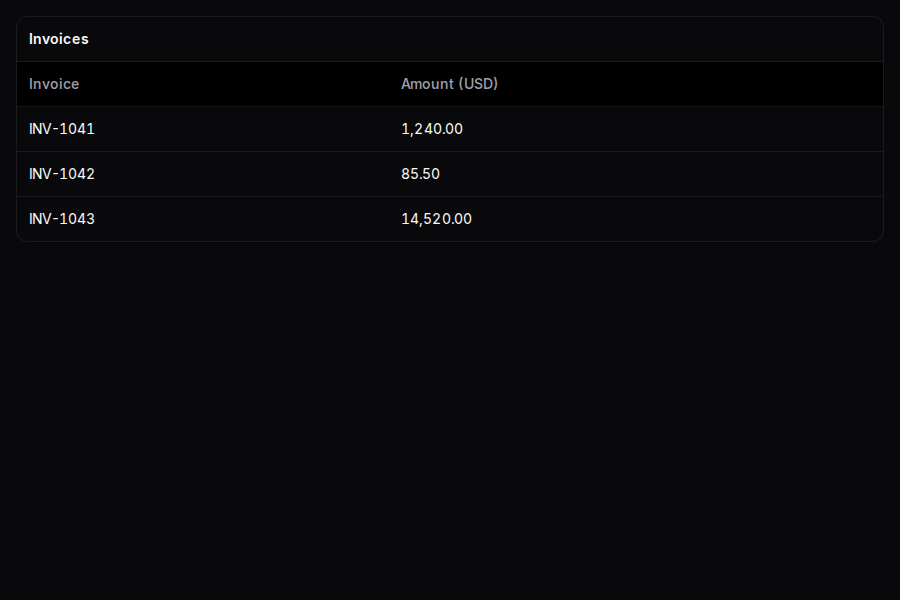 Invoices
Invoice Amount (USD)
INV-1041 1,240.00
INV-1042 85.50
INV-1043 14,520.00